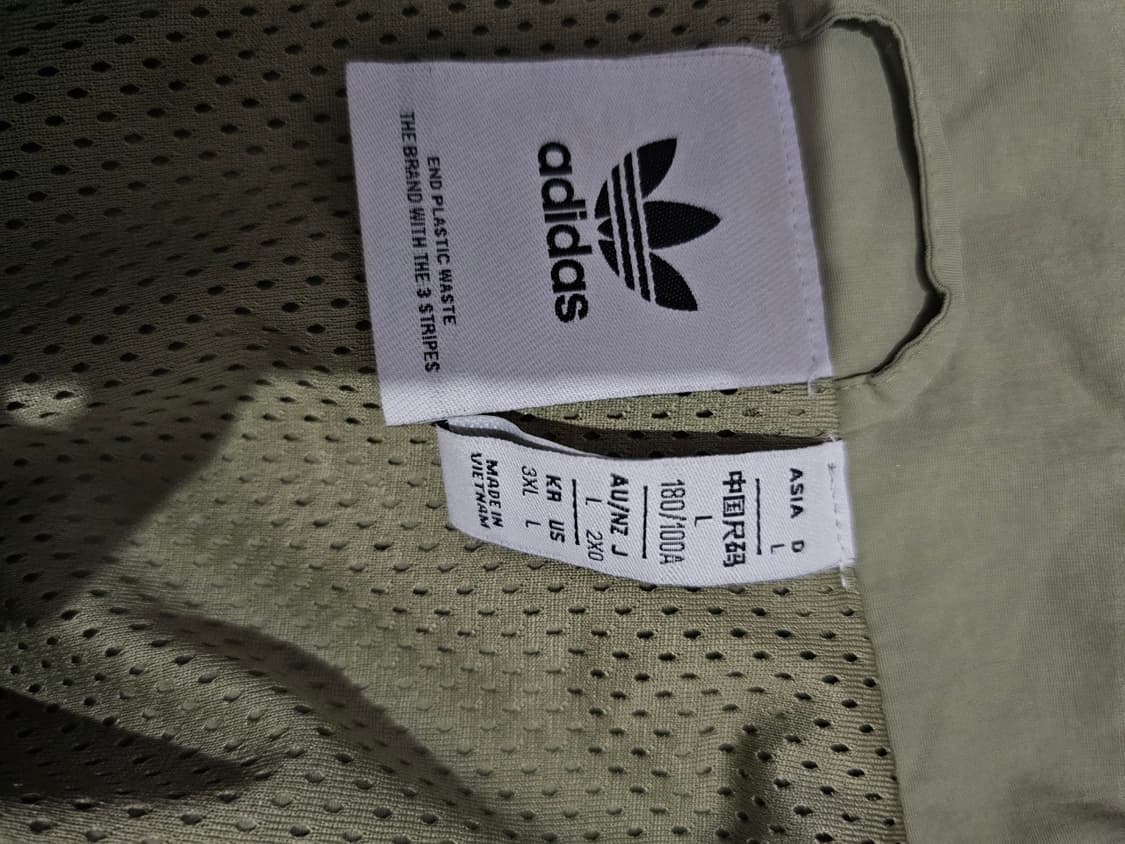 adidas
END PLASTIC WASTE
THE BRAND WITH THE 3 STRIPES
ASIA D
L
中国尺码
L
180/100A
AU/NZ J
L 2XO
KR US
3XL L
MADE IN
VIETNAM